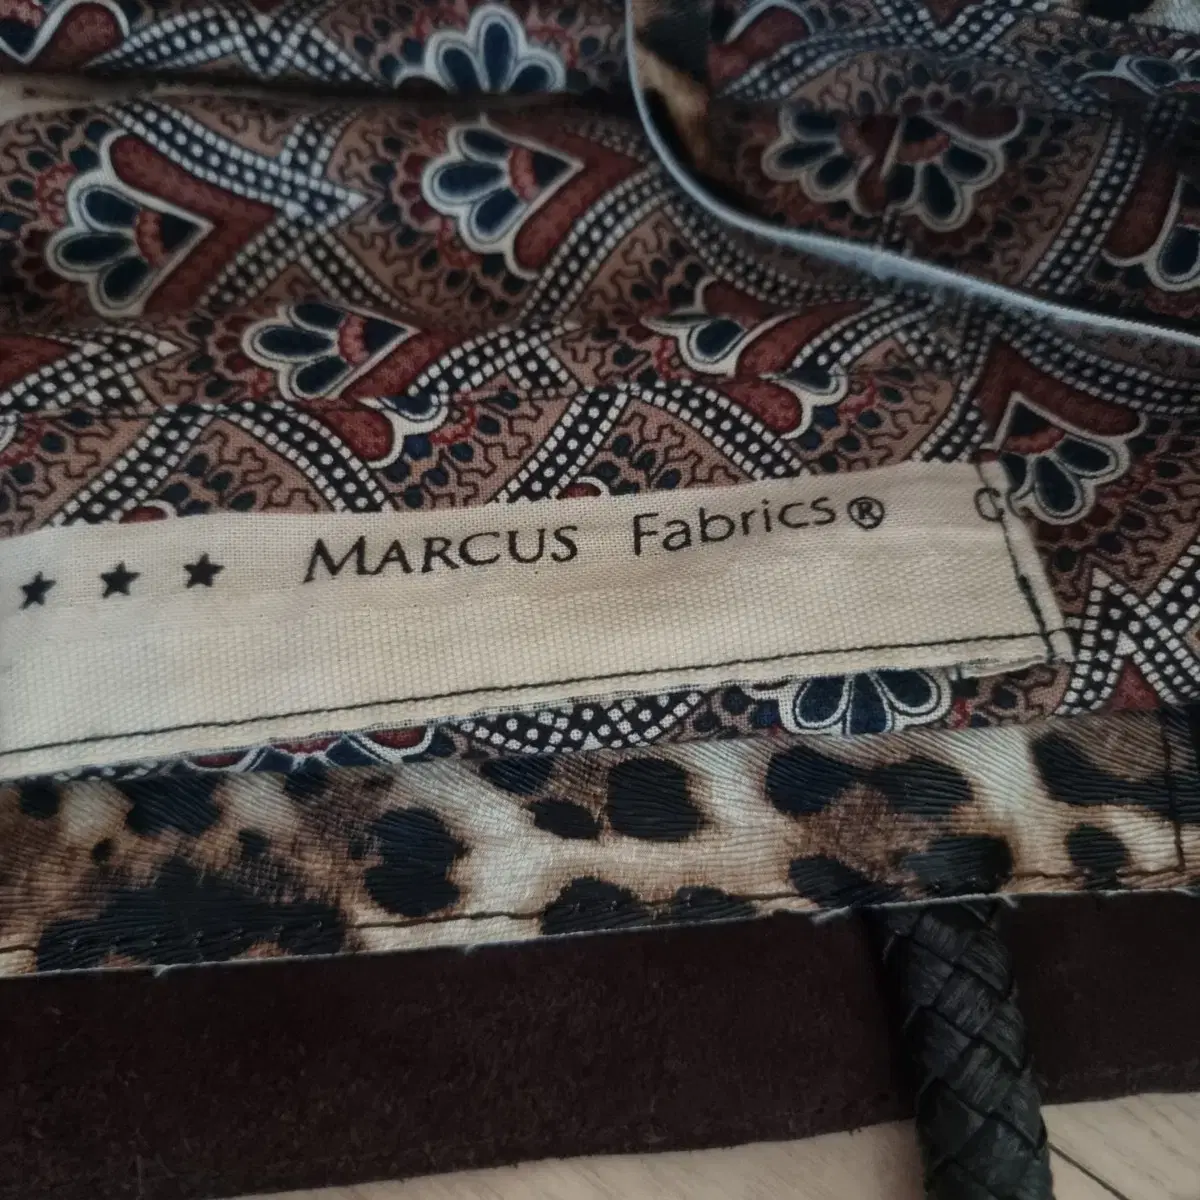 ★ ★ ★ MARCUS Fabrics®